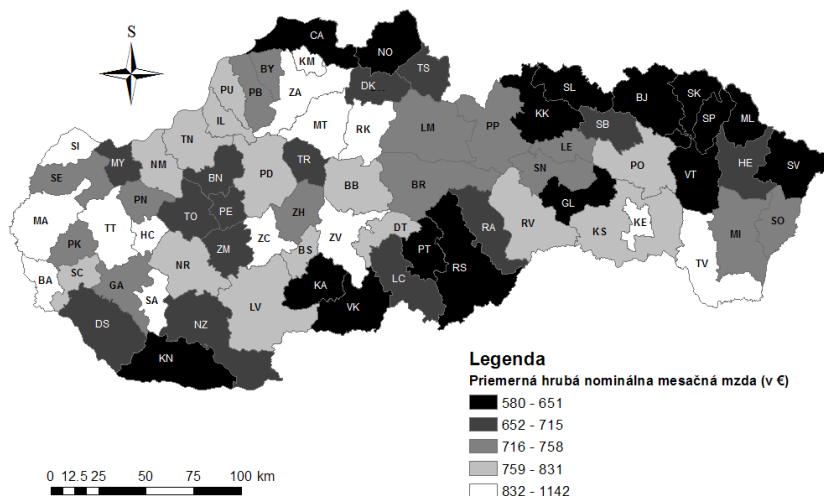 S
CA
NO
KM
TS
BY
PU
PB
ZA
DK
SL
SK
BJ
KK
SP
ML
IL
MT
RK
LM
PP
SB
TN
SI
LE
PO
HE
SV
MY
NM
TR
BN
PD
BB
BR
SN
VT
SE
PN
TO
PE
ZH
GL
MA
TT
HC
ZM
ZC
ZV
DT
RA
RV
KS
KE
MI
SO
PK
BS
PT
BA
SC
NR
LC
RS
TV
GA
SA
LV
KA
VK
DS
NZ
KN
Legenda
Priemerná hrubá nominálna mesačná mzda (v €)
580 - 651
652 - 715
716 - 758
759 - 831
832 - 1142
0 12.5 25 50 75 100 km